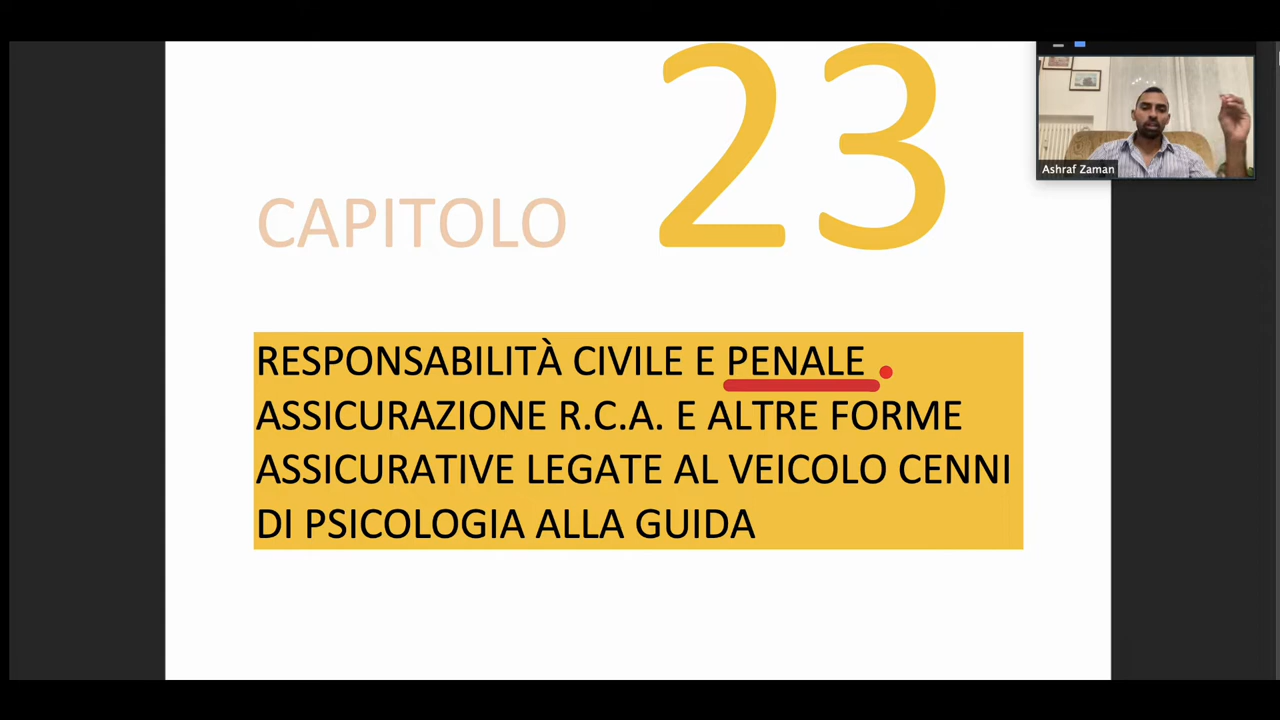 CAPITOLO 23
Ashraf Zaman
RESPONSABILITÀ CIVILE E PENALE
ASSICURAZIONE R.C.A. E ALTRE FORME
ASSICURATIVE LEGATE AL VEICOLO CENNI
DI PSICOLOGIA ALLA GUIDA